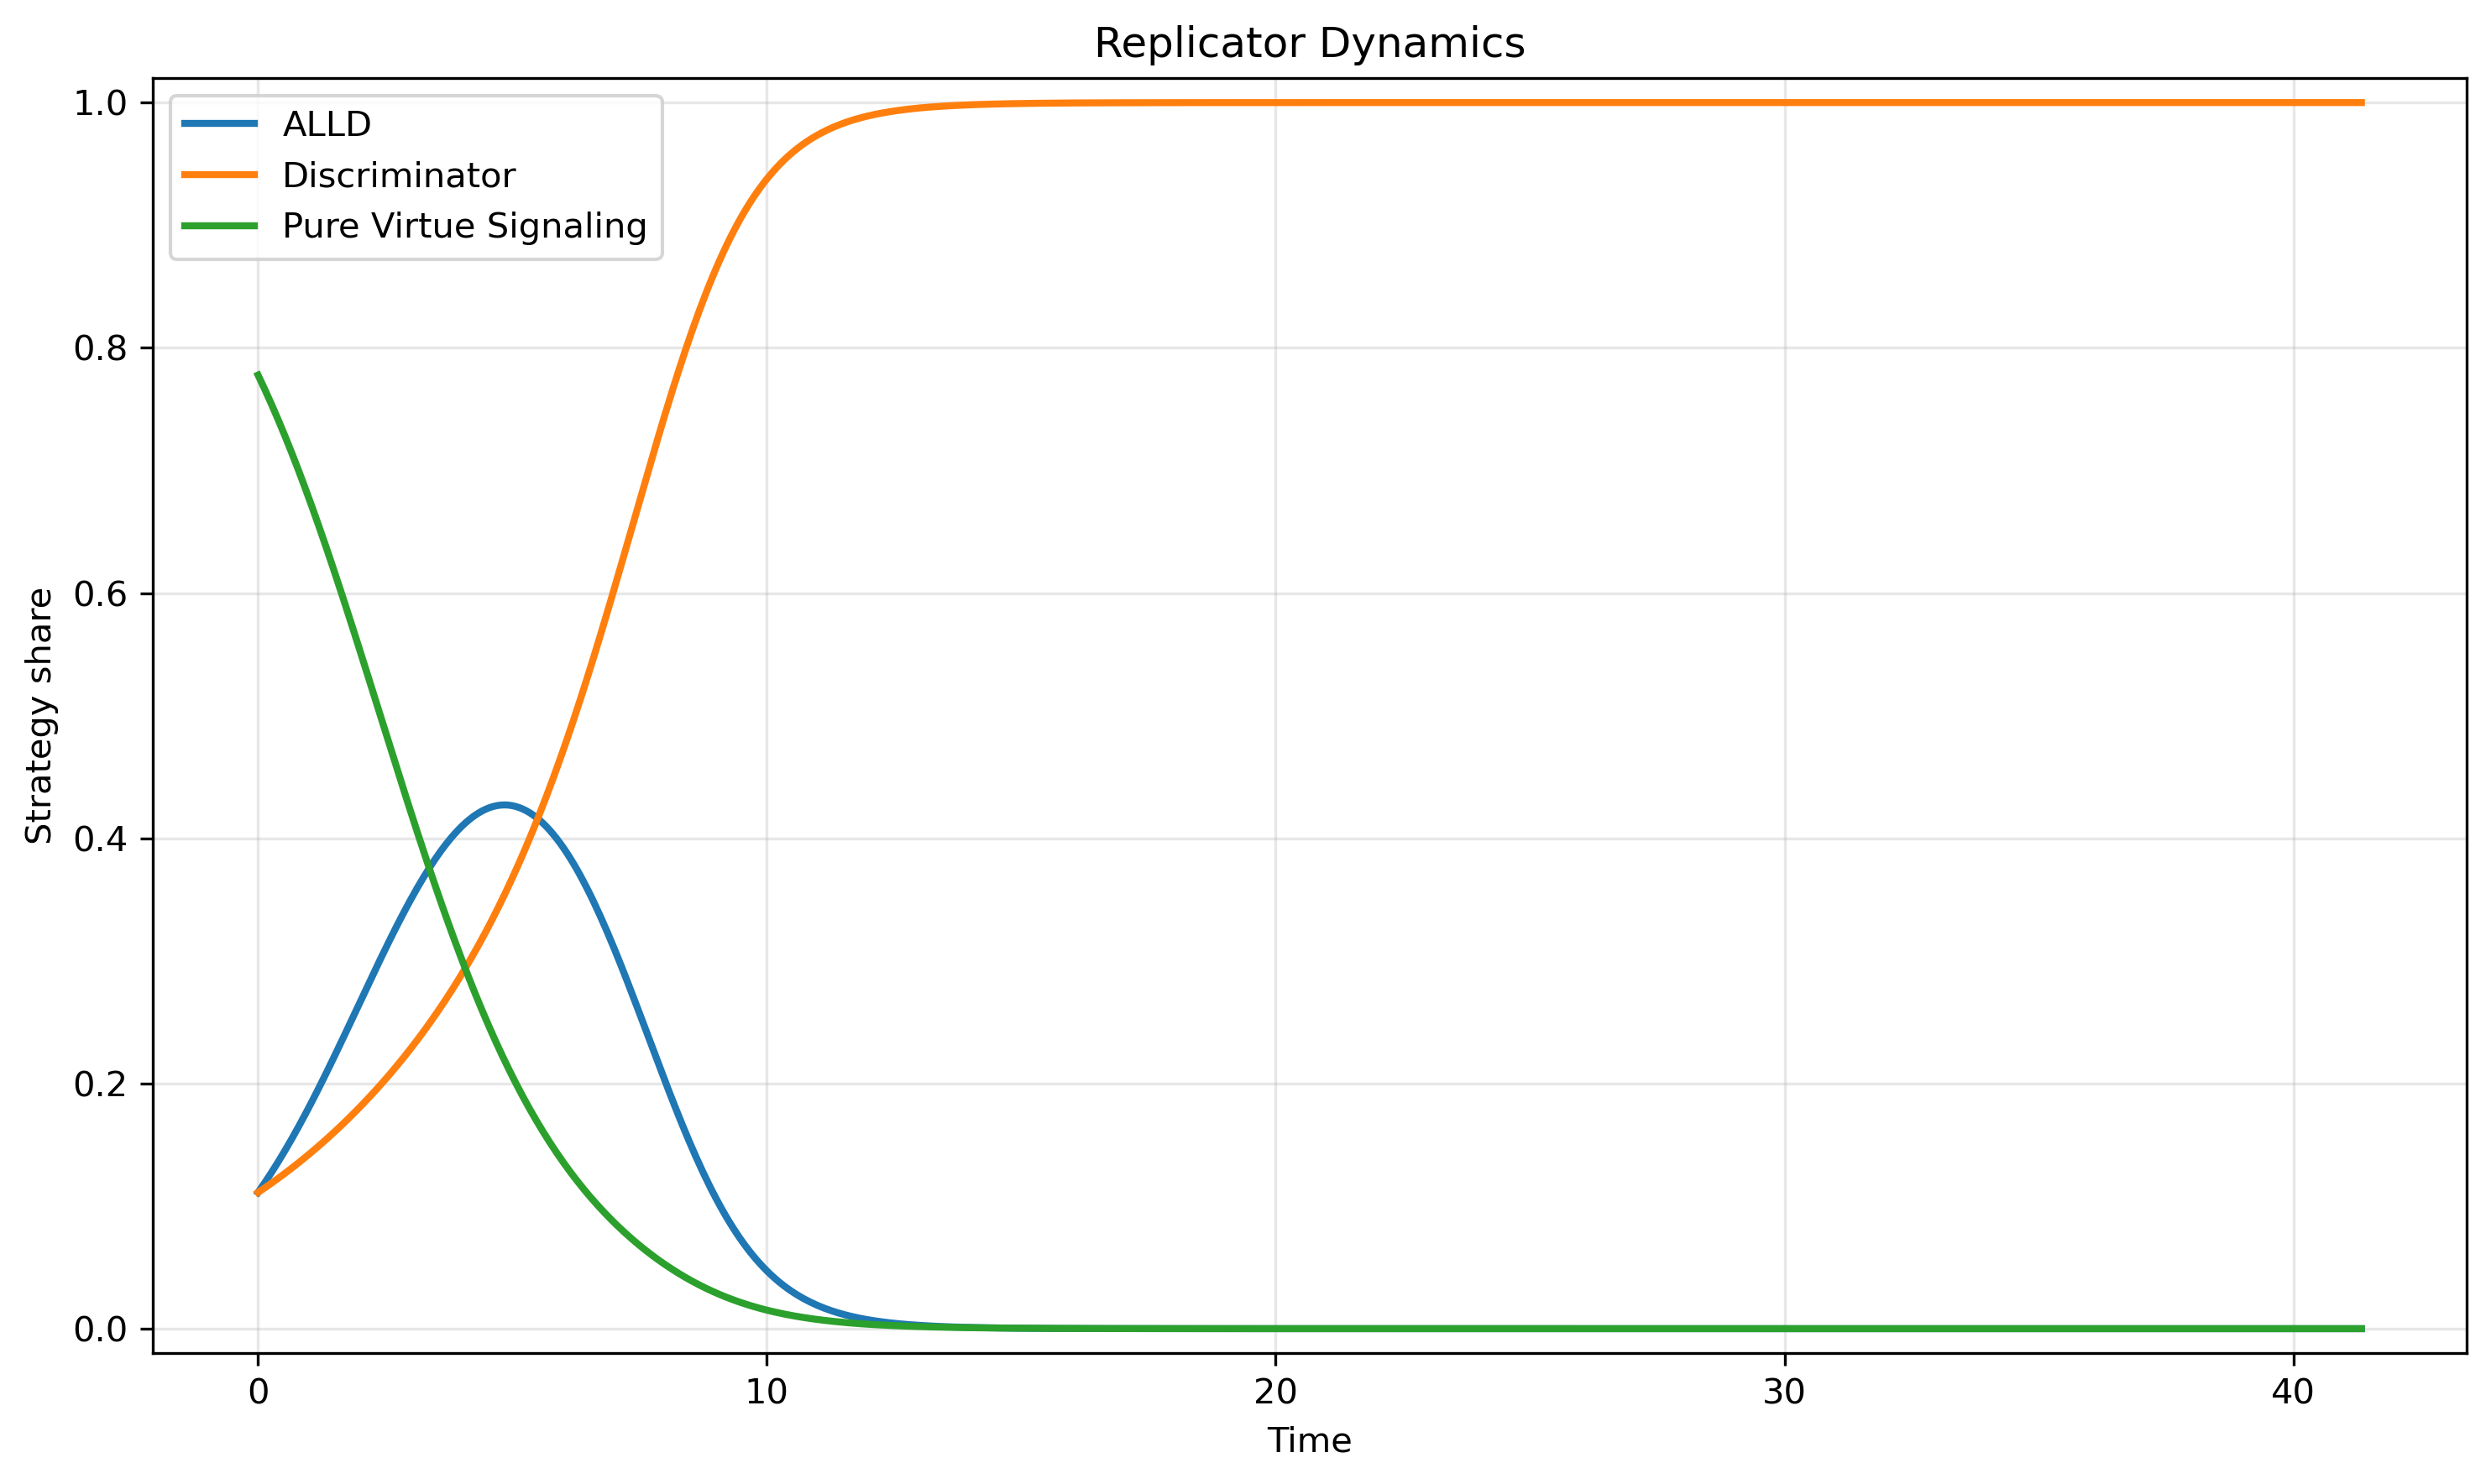 Replicator Dynamics
ALLD
Discriminator
Pure Virtue Signaling
Strategy share
1.0
0.8
0.6
0.4
0.2
0.0
0 10 20 30 40
Time